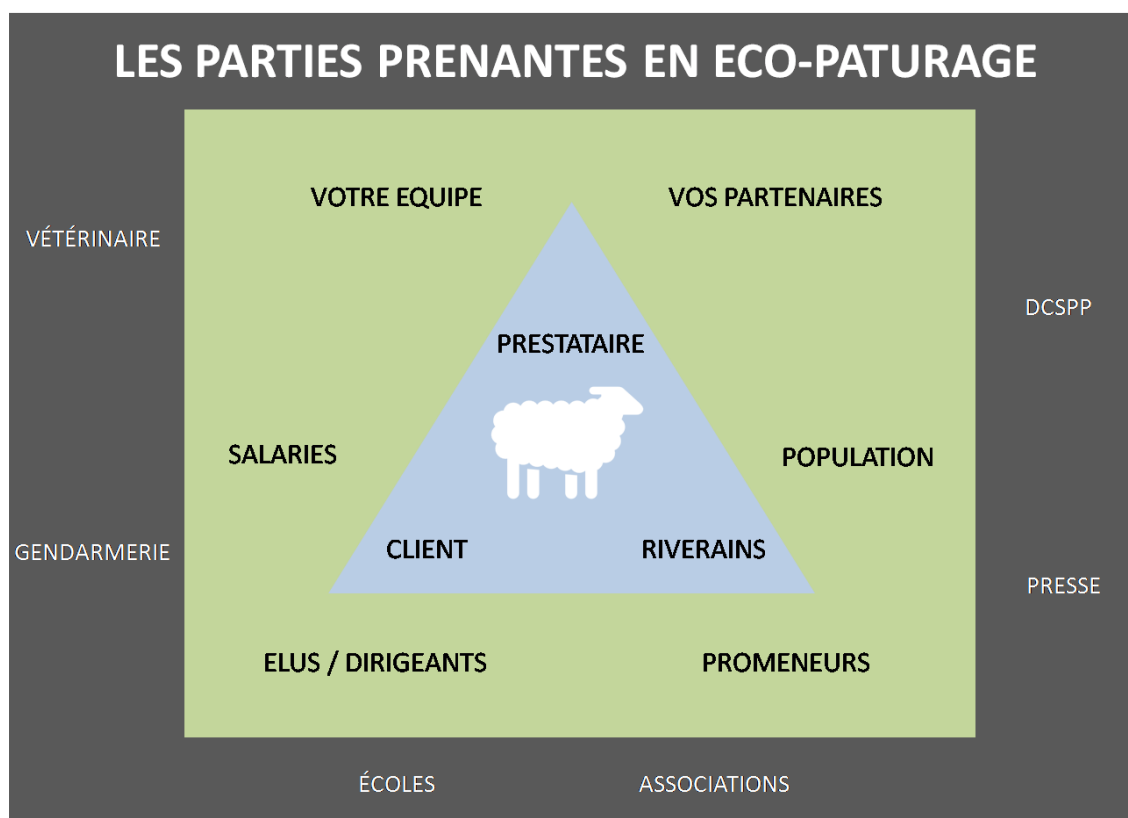 LES PARTIES PRENANTES EN ECO-PATURAGE
VOTRE EQUIPE
VOS PARTENAIRES
VÉTÉRINAIRE
DCSPP
PRESTATAIRE
SALARIES
POPULATION
GENDARMERIE
CLIENT
RIVERAINS
PRESSE
ELUS / DIRIGEANTS
PROMENEURS
ÉCOLES
ASSOCIATIONS